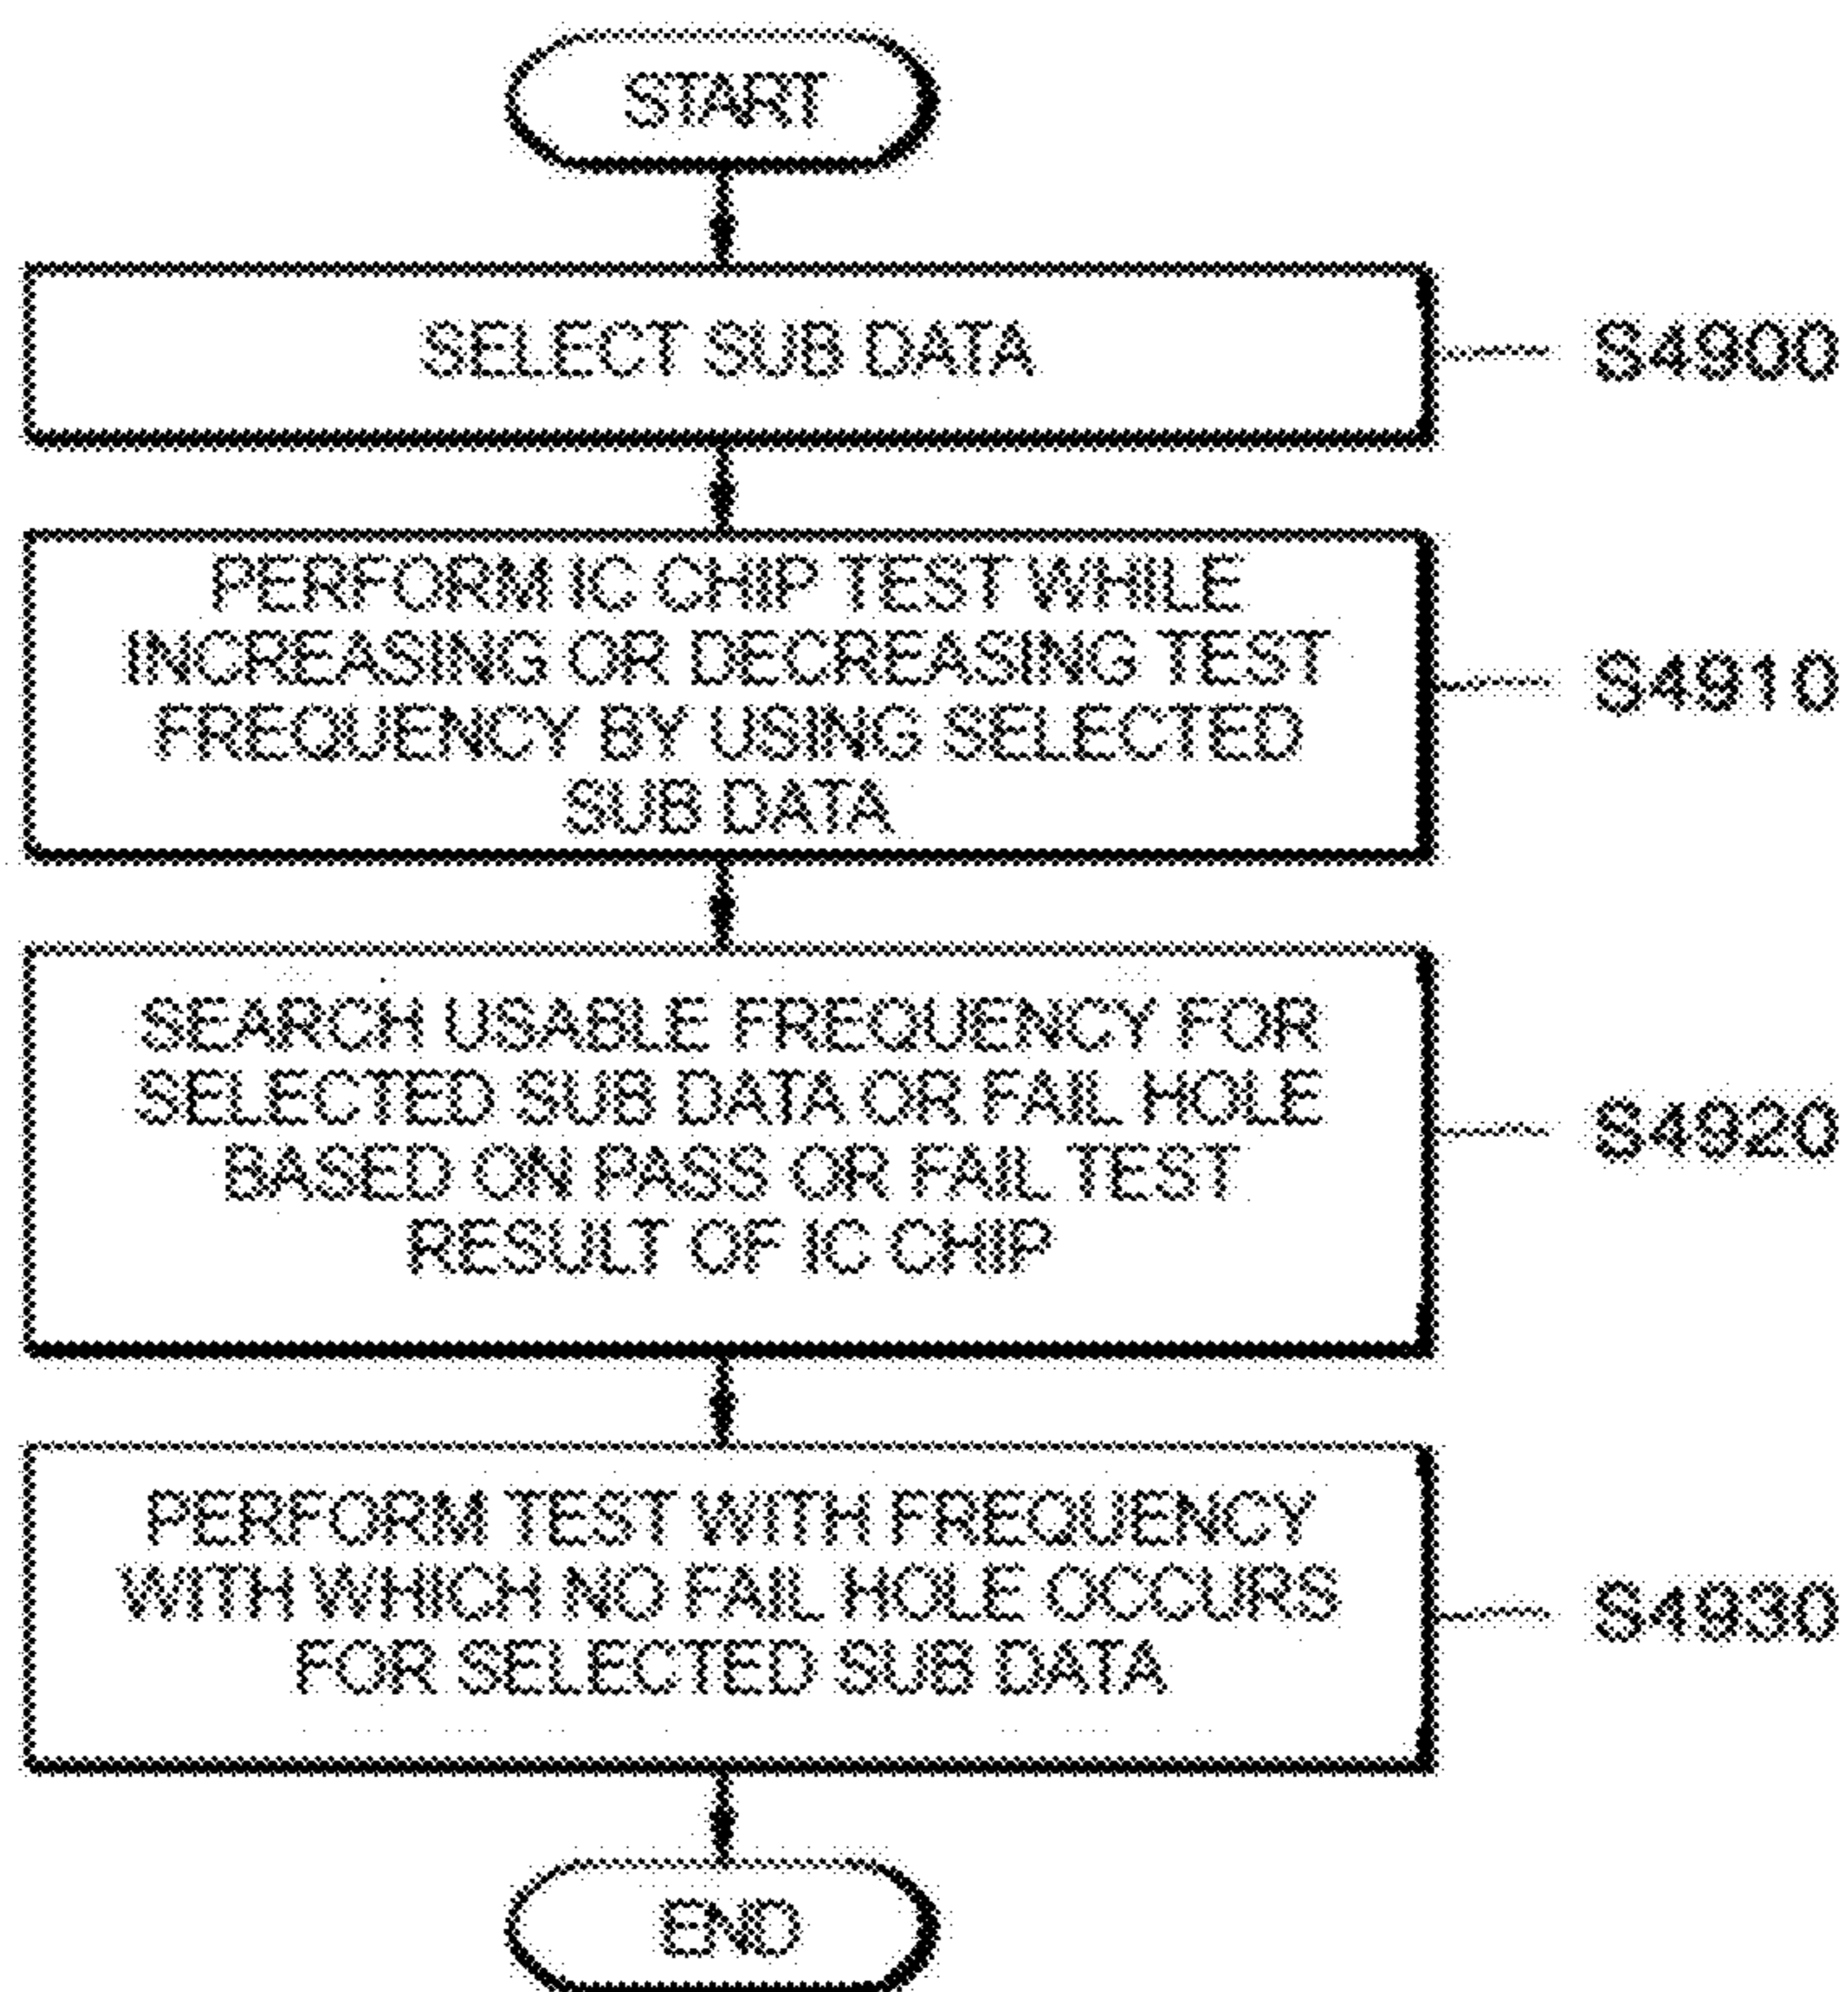 START
SELECT SUB DATA
S4900
PERFORM IC CHIP TEST WHILE
INCREASING OR DECREASING TEST
FREQUENCY BY USING SELECTED
SUB DATA
S4910
SEARCH USABLE FREQUENCY FOR
SELECTED SUB DATA OR FAIL HOLE
BASED ON PASS OR FAIL TEST
RESULT OF IC CHIP
S4920
PERFORM TEST WITH FREQUENCY
WITH WHICH NO FAIL HOLE OCCURS
FOR SELECTED SUB DATA
S4930
END